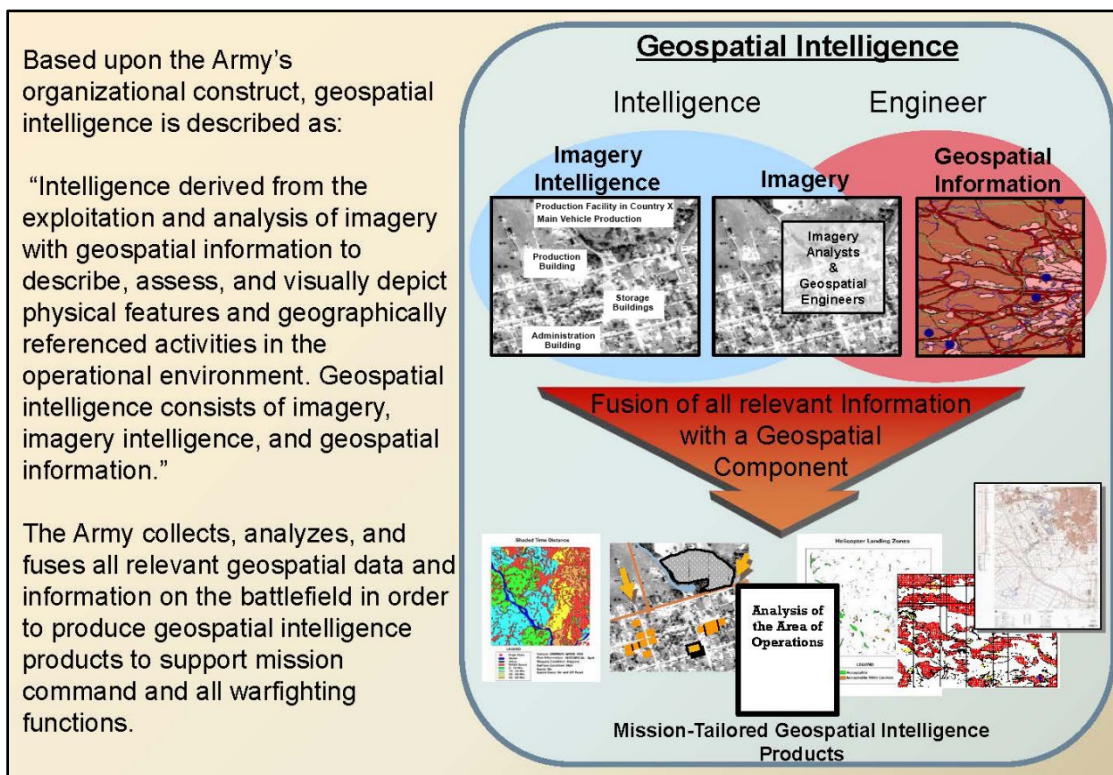 Based upon the Army's
organizational construct, geospatial
intelligence is described as:
“Intelligence derived from the
exploitation and analysis of imagery
with geospatial information to
describe, assess, and visually depict
physical features and geographically
referenced activities in the
operational environment. Geospatial
intelligence consists of imagery,
imagery intelligence, and geospatial
information.”
The Army collects, analyzes, and
fuses all relevant geospatial data and
information on the battlefield in order
to produce geospatial intelligence
products to support mission
command and all warfighting
functions.
Geospatial Intelligence
Intelligence
Engineer
Imagery
Intelligence
Imagery
Geospatial
Information
Production Facility in Country X
Main Vehicle Production
Production
Building
Storage
Buildings
Administration
Building
Imagery
Analysts
&
Geospatial
Engineers
Fusion of all relevant Information
with a Geospatial
Component
Shaded Time Distance
LEGEND
Helicopter Landing Zones
LEGEND
Analysis of
the Area of
Operations
Mission-Tailored Geospatial Intelligence
Products